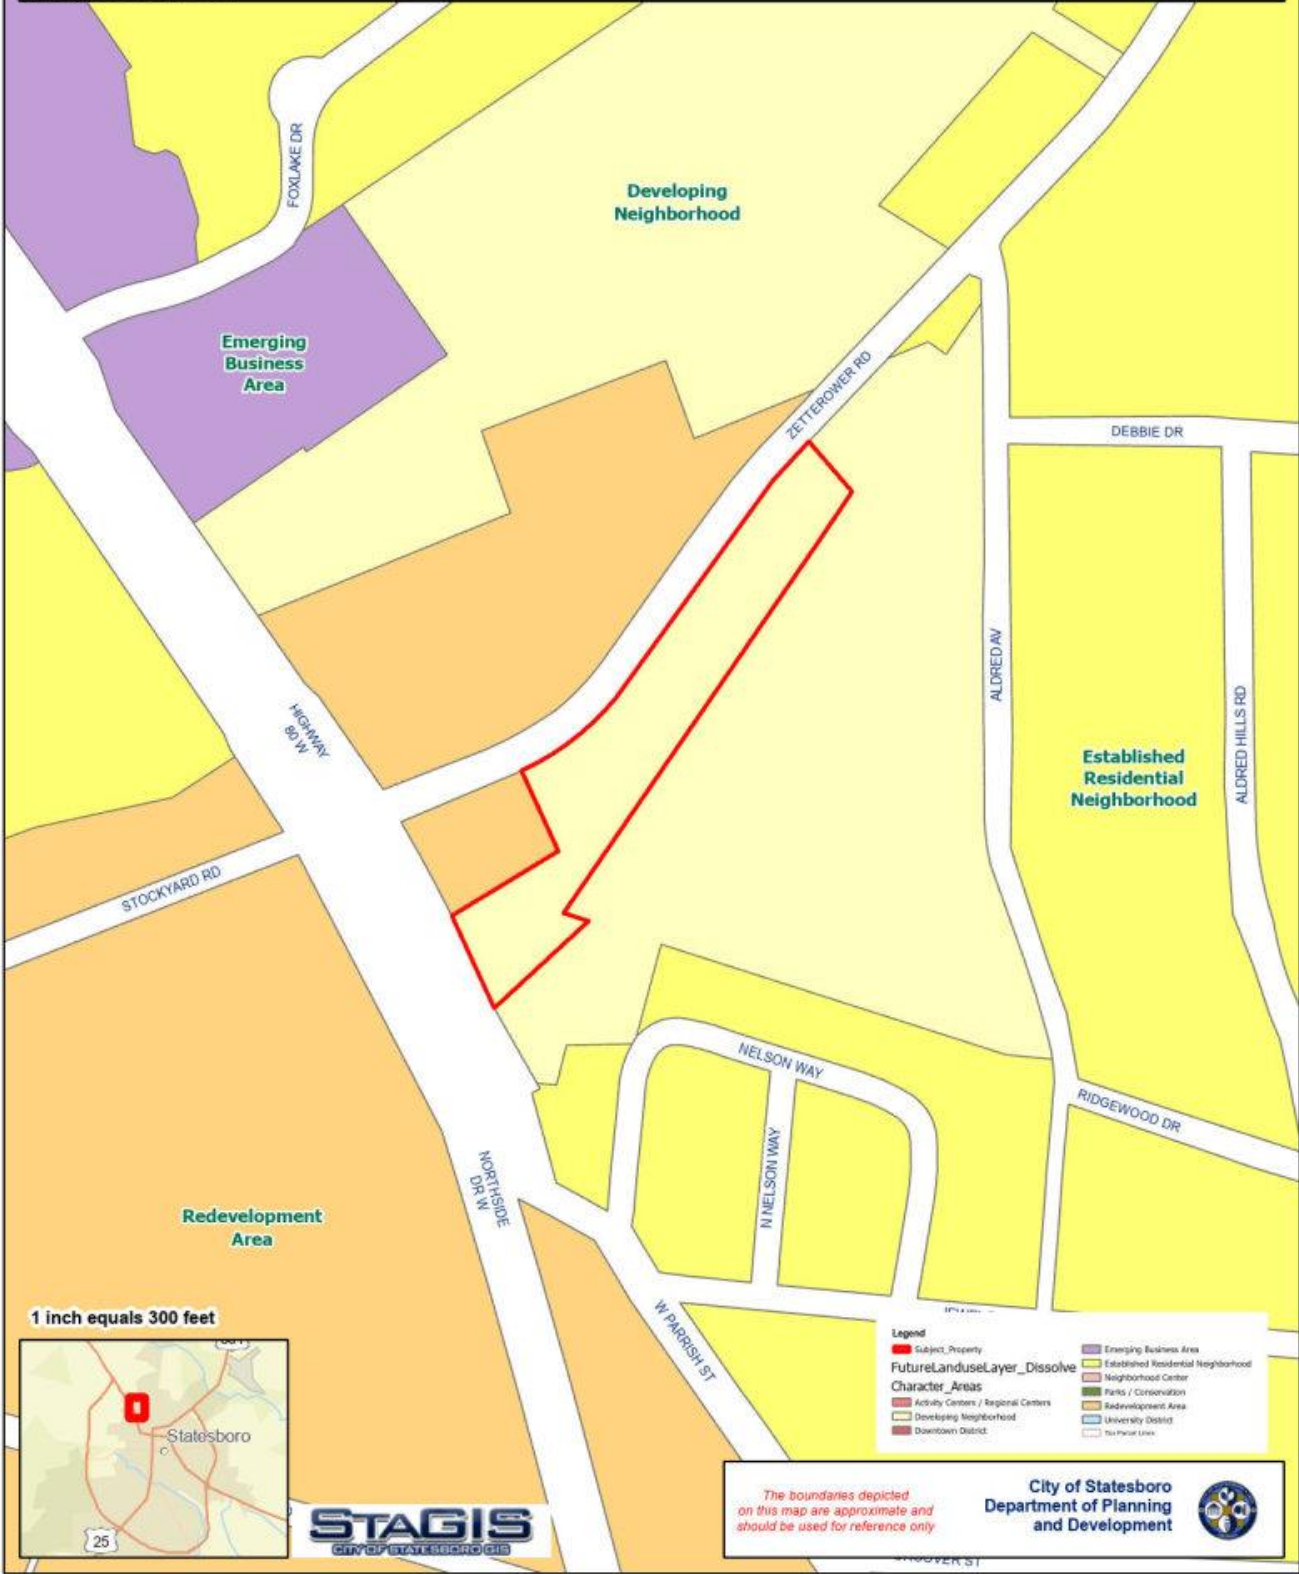 FOXLAKE DR
Developing
Neighborhood
Emerging
Business
Area
ZETTEROWER RD
DEBBIE DR
ALDRED AV
ALDRED HILLS RD
HIGHWAY
80 W
Established
Residential
Neighborhood
STOCKYARD RD
NELSON WAY
N NELSON WAY
RIDGEWOOD DR
NORTHSIDE
DR W
Redevelopment
Area
W PARRISH ST
1 inch equals 300 feet
Statesboro
25
STAGIS
CITY OF STATESBORO GIS
Legend
Subject_Property
FutureLanduseLayer_Dissolve
Character_Areas
Activity Centers / Regional Centers
Developing Neighborhood
Downtown District
Emerging Business Area
Established Residential Neighborhood
Neighborhood Center
Parks / Conservation
Redevelopment Area
University District
Tax Parcel Lines
The boundaries depicted
on this map are approximate and
should be used for reference only
City of Statesboro
Department of Planning
and Development